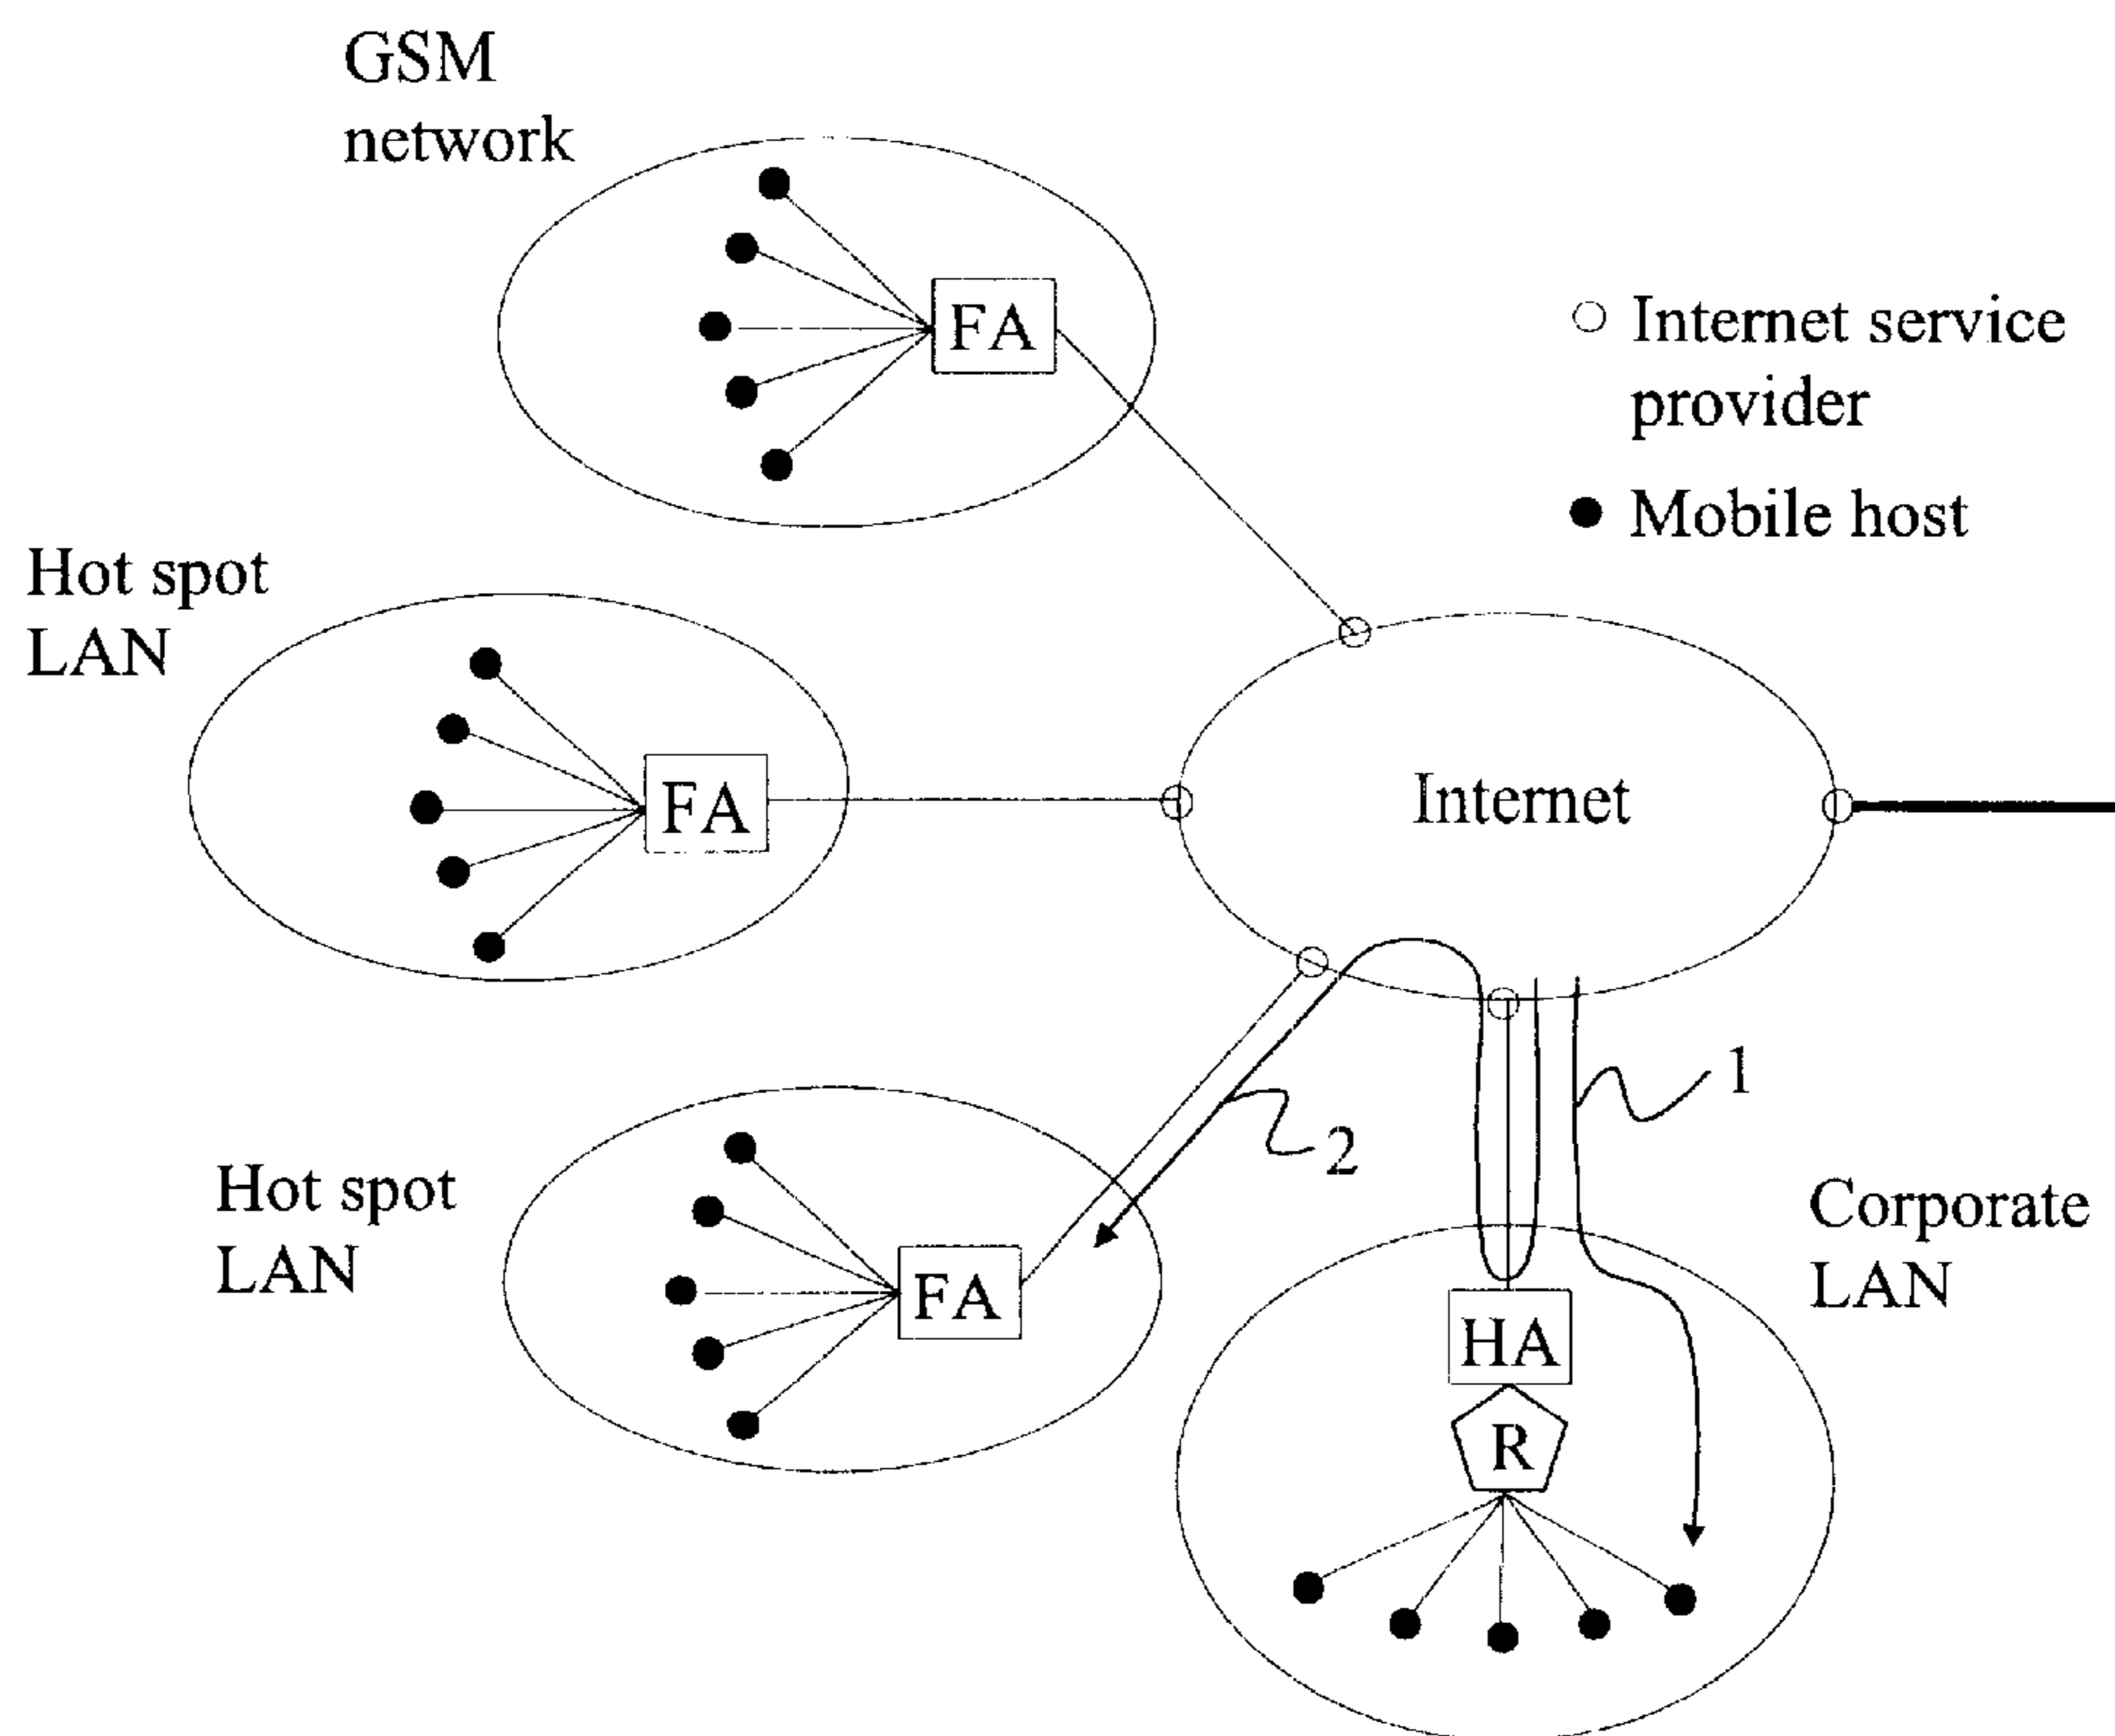 GSM
network
FA
Internet service
provider
Mobile host
Hot spot
LAN
FA
Internet
1
2
Hot spot
LAN
FA
Corporate
LAN
HA
R